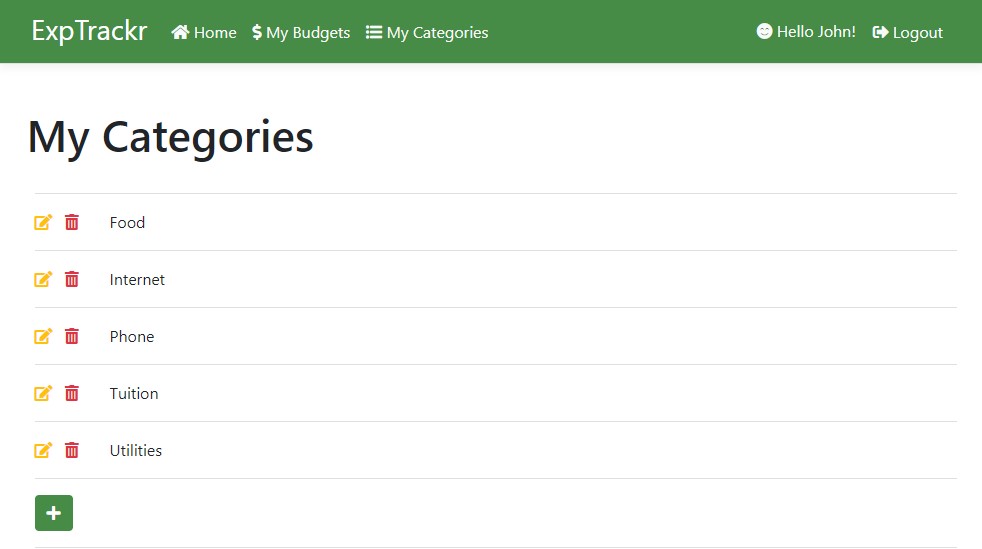 ExpTrackr Home $ My Budgets My Categories Hello John! Logout
My Categories
Food
Internet
Phone
Tuition
Utilities
+